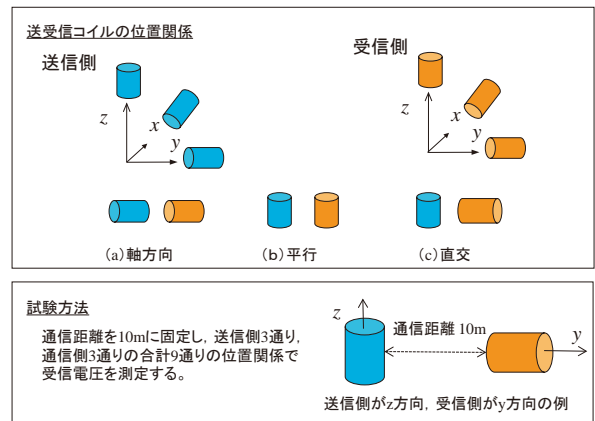 送受信コイルの位置関係
送信側
z
x
y
受信側
z
x
y
(a)軸方向
(b)平行
(c)直交
試験方法
通信距離を10mに固定し，送信側3通り，
通信側3通りの合計9通りの位置関係で
受信電圧を測定する。
z
通信距離 10m
y
送信側がz方向，受信側がy方向の例